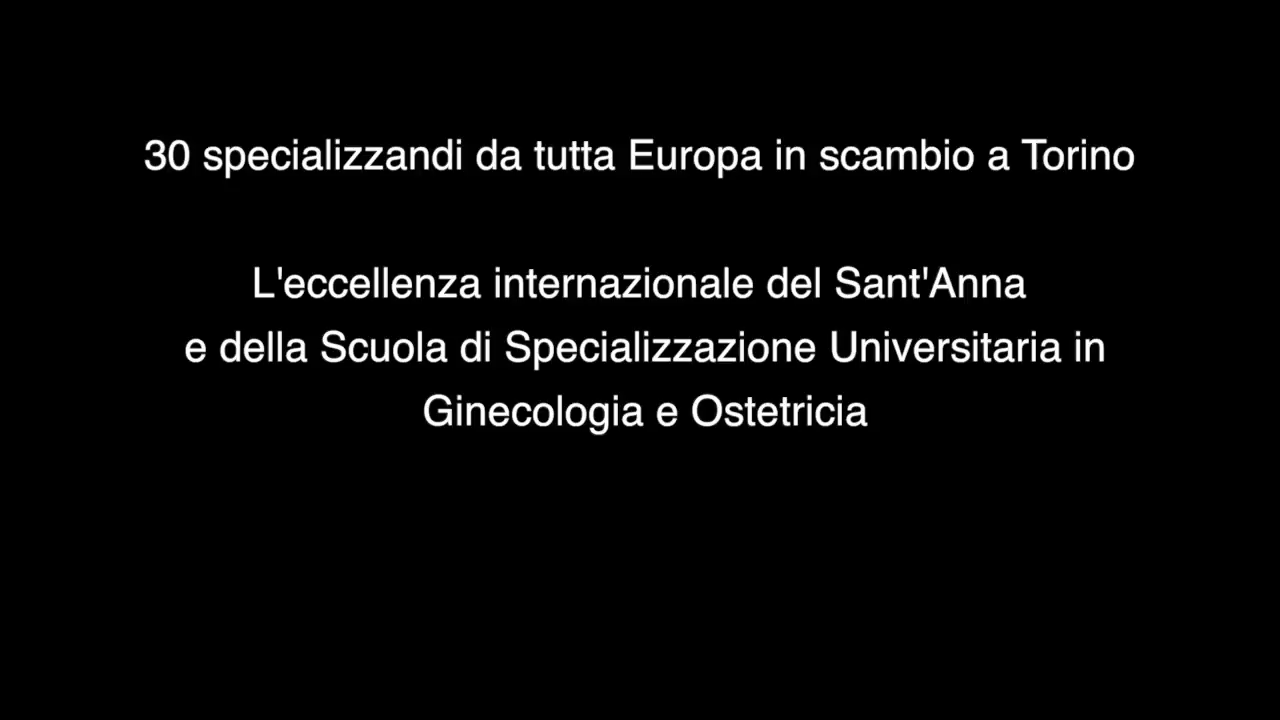 30 specializzandi da tutta Europa in scambio a Torino
L'eccellenza internazionale del Sant'Anna
e della Scuola di Specializzazione Universitaria in
Ginecologia e Ostetricia